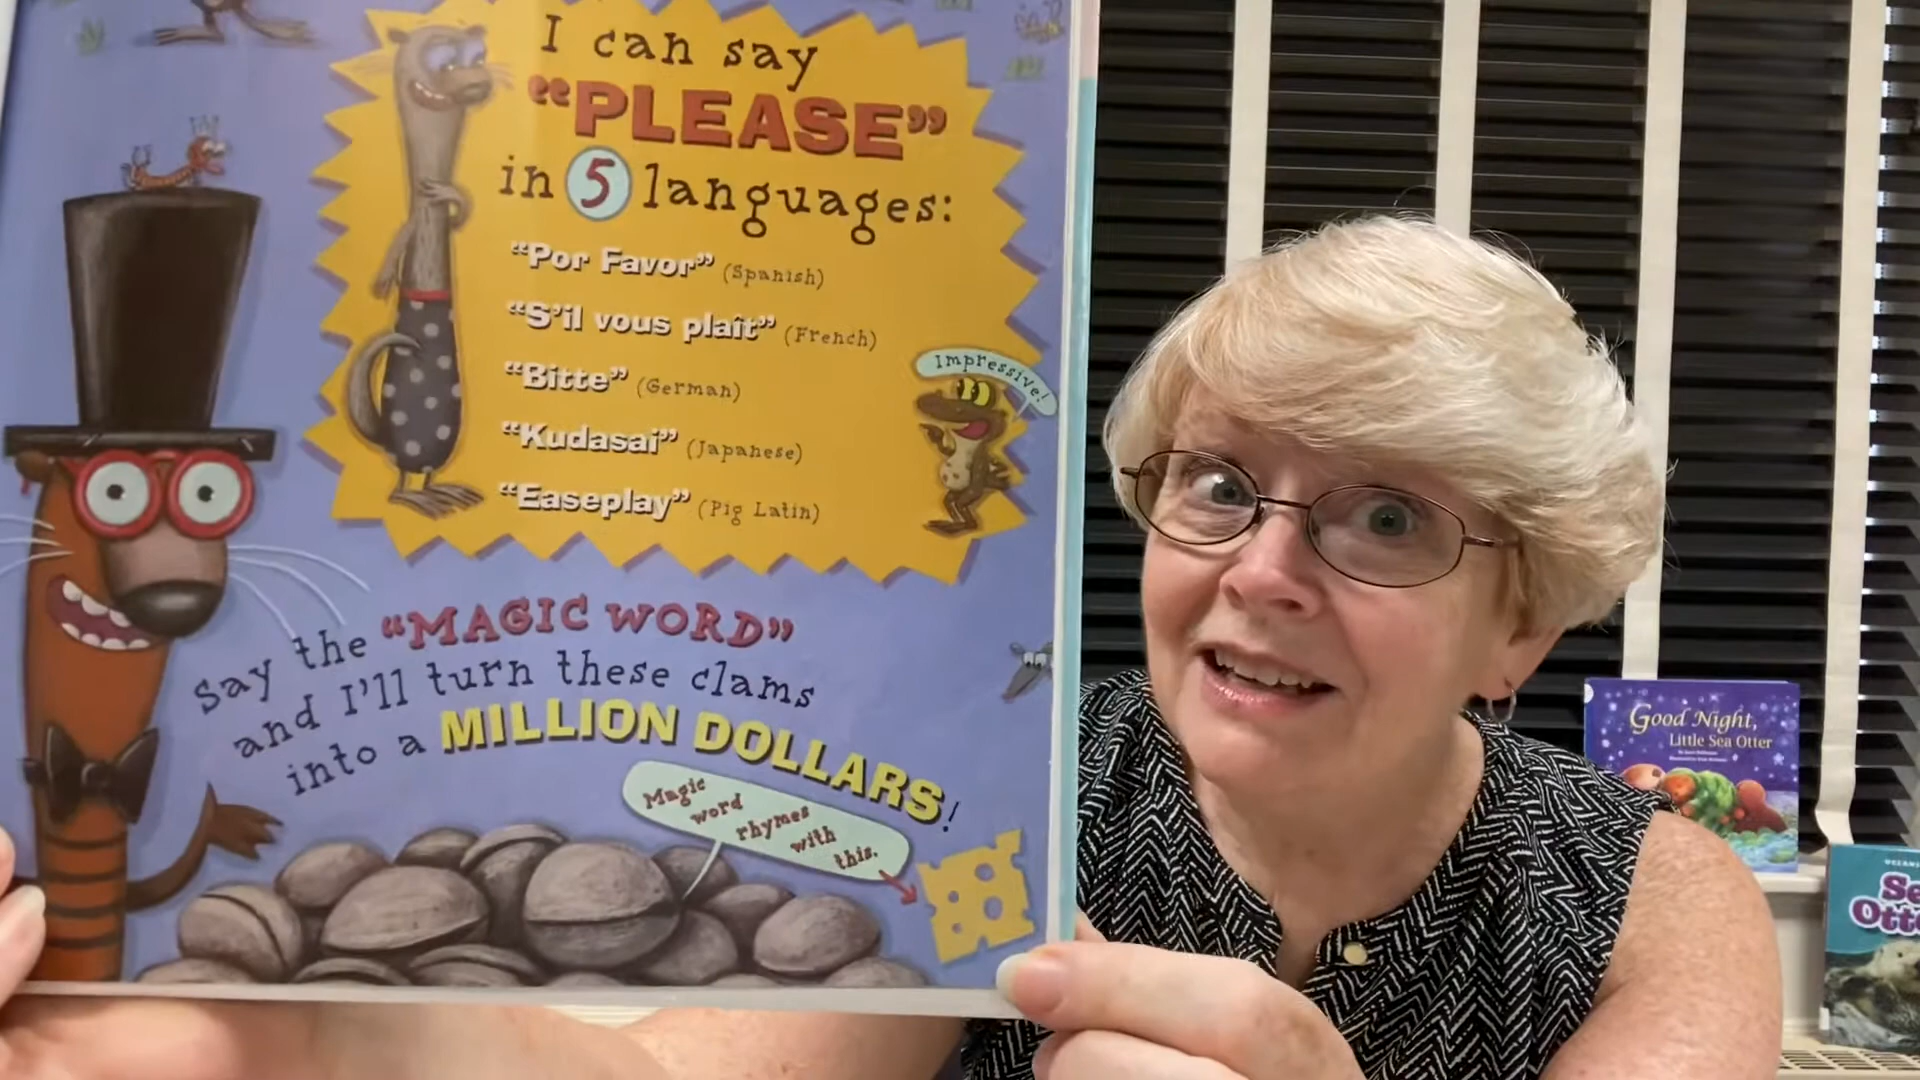 I can say
“PLEASE”
in 5 languages:
“Por Favor” (Spanish)
“S'il vous plaît” (French)
“Bitte” (German)
“Kudasai” (Japanese)
“Easeplay” (Pig Latin)
Impressive!
Say the “MAGIC WORD”
and I'll turn these clams
into a MILLION DOLLARS!
Magic
word
rhymes
with
this.
Good Night,
Little Sea Otter
Se
Otte